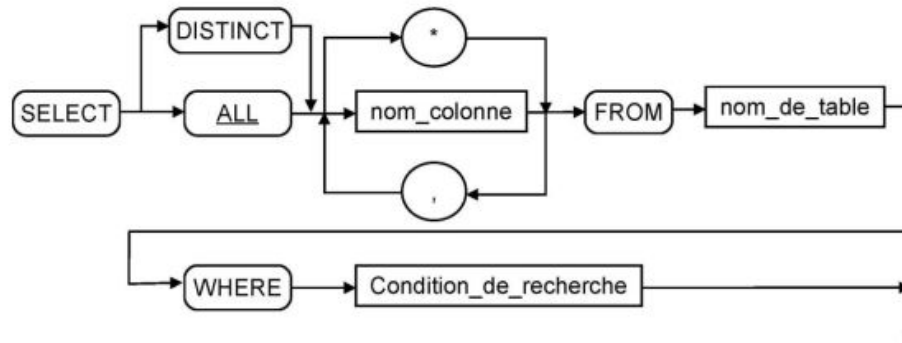 DISTINCT
*
SELECT ALL nom_colonne FROM nom_de_table
,
WHERE Condition_de_recherche